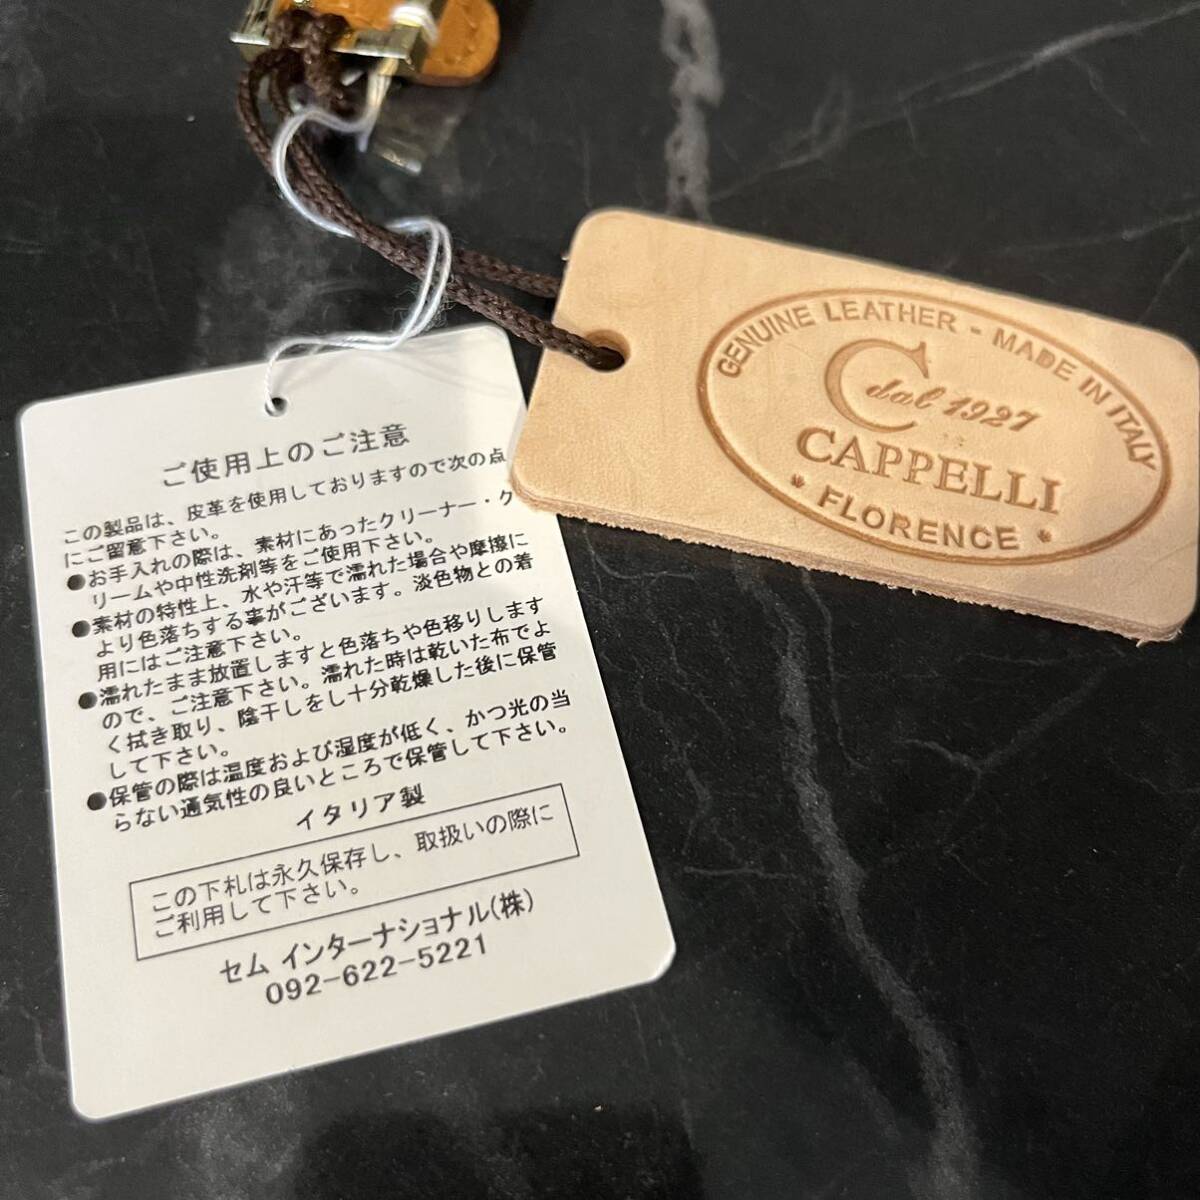 ご使用上のご注意
この製品は、皮革を使用しておりますので次の点
にご留意下さい。
●お手入れの際は、素材にあったクリーナー・ク
リームや中性洗剤等をご使用下さい。
●素材の特性上、水や汗等で濡れた場合や摩擦に
より色落ちする事がございます。淡色物との着
用にはご注意下さい。
●濡れたまま放置しますと色落ちや色移りします
ので、ご注意下さい。濡れた時は乾いた布でよ
く拭き取り、陰干しをし十分乾燥した後に保管
して下さい。
●保管の際は温度および湿度が低く、かつ光の当
らない通気性の良いところで保管して下さい。
イタリア製
この下札は永久保存し、取扱いの際に
ご利用して下さい。
セム インターナショナル(株)
092-622-5221
GENUINE LEATHER - MADE IN ITALY
C dal 1927
CAPPELLI
* FLORENCE *